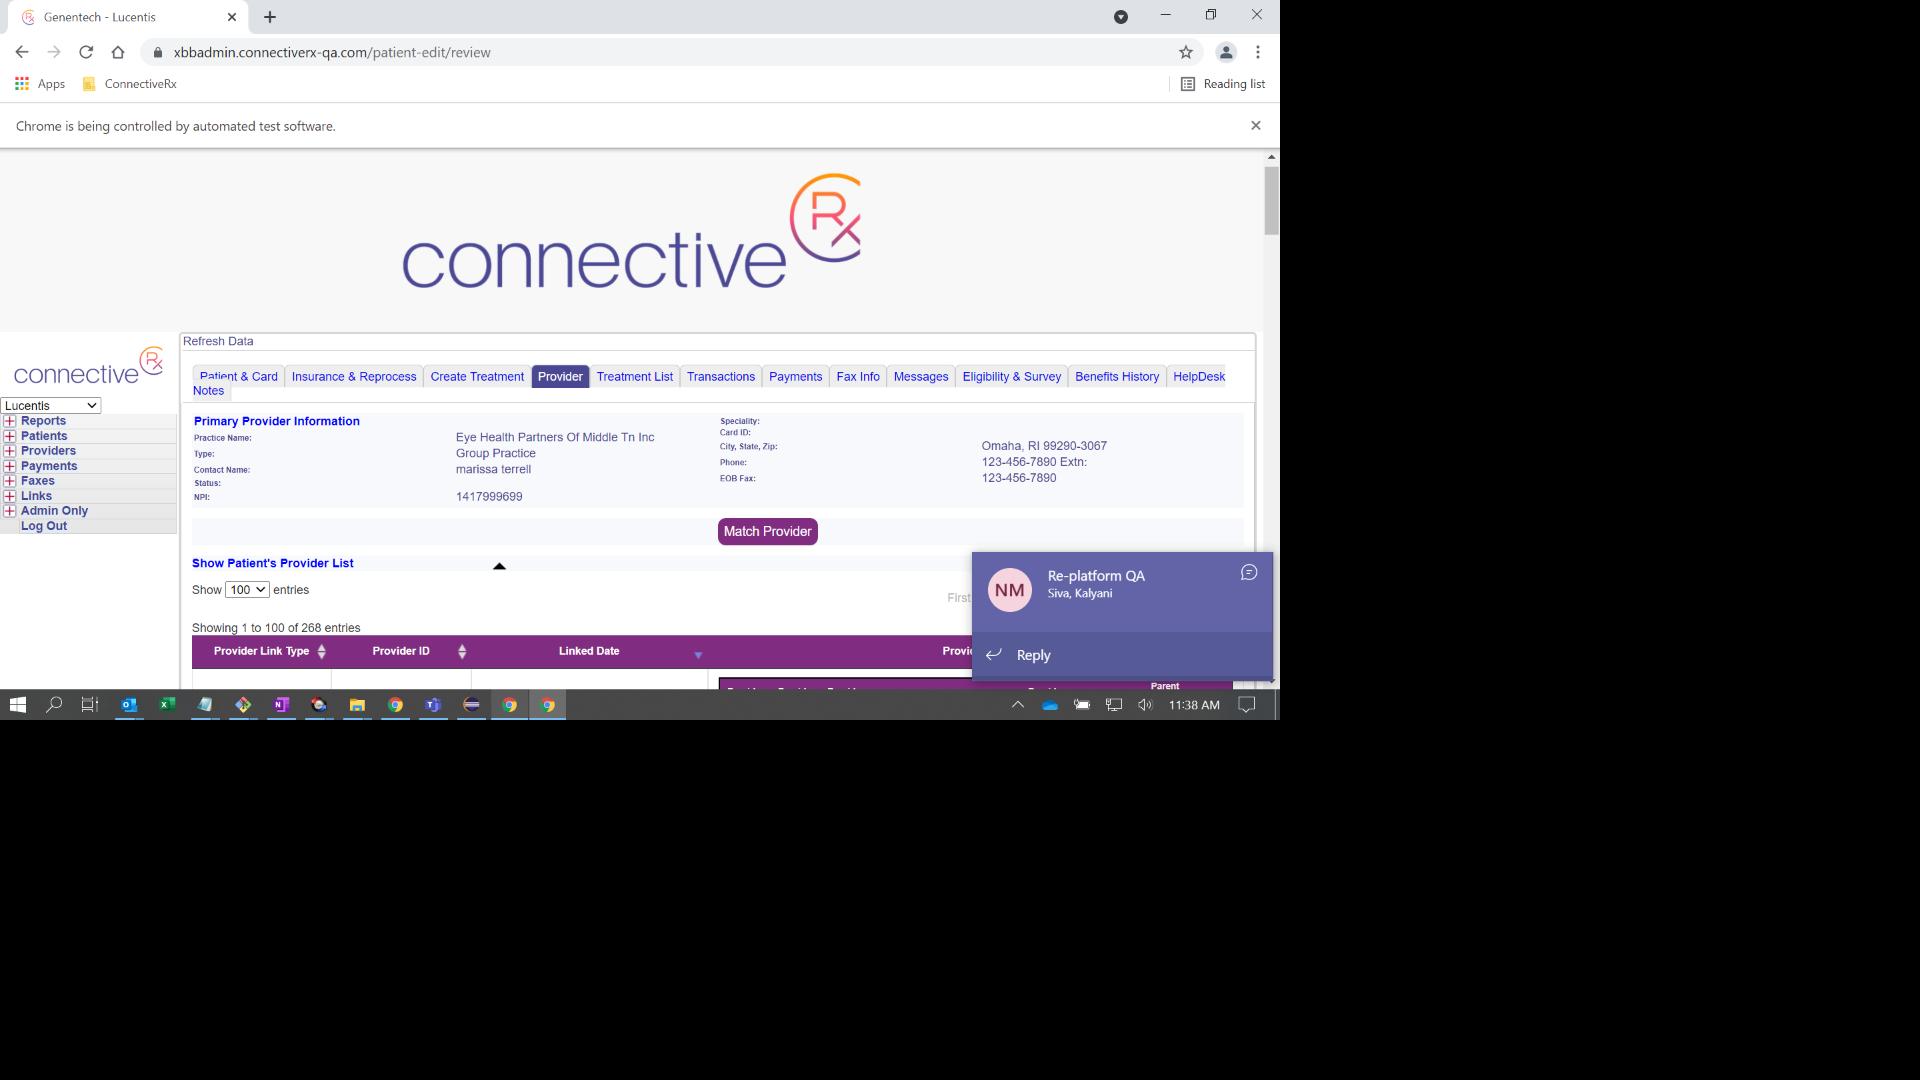 Genentech - Lucentis
xbbadmin.connectiverx-qa.com/patient-edit/review
Apps ConnectiveRx
Reading list
Chrome is being controlled by automated test software.
connective Rx
Refresh Data
connective Rx
Patient & Card Insurance & Reprocess Create Treatment Provider Treatment List Transactions Payments Fax Info Messages Eligibility & Survey Benefits History HelpDesk
Notes
Lucentis
Reports
Patients
Providers
Payments
Faxes
Links
Admin Only
Log Out
Primary Provider Information
Practice Name: Eye Health Partners Of Middle Tn Inc
Type: Group Practice
Contact Name: marissa terrell
Status:
NPI: 1417999699
Speciality:
Card ID:
City, State, Zip: Omaha, RI 99290-3067
Phone: 123-456-7890 Extn:
EOB Fax: 123-456-7890
Match Provider
Show Patient's Provider List
Show 100 entries
First
Showing 1 to 100 of 268 entries
Provider Link Type Provider ID Linked Date
Parent
NM
Re-platform QA
Siva, Kalyani
Reply
11:38 AM